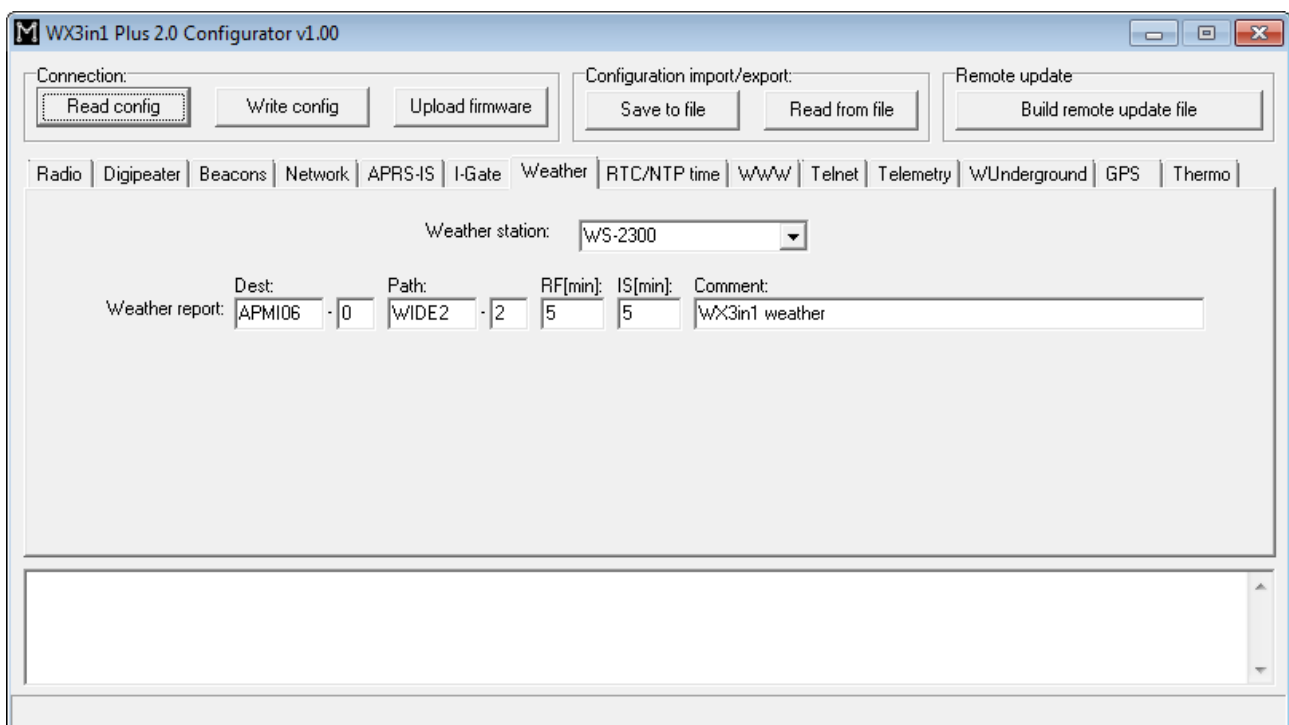 WX3in1 Plus 2.0 Configurator v1.00
Connection: Configuration import/export: Remote update
Read config Write config Upload firmware Save to file Read from file Build remote update file
Radio Digipeater Beacons Network APRS-IS I-Gate Weather RTC/NTP time WWW Telnet Telemetry WUnderground GPS Thermo
Weather station: WS-2300
Dest: Path: RF[min]: IS[min]: Comment:
Weather report: APMI06 - 0 WIDE2 - 2 5 5 WX3in1 weather